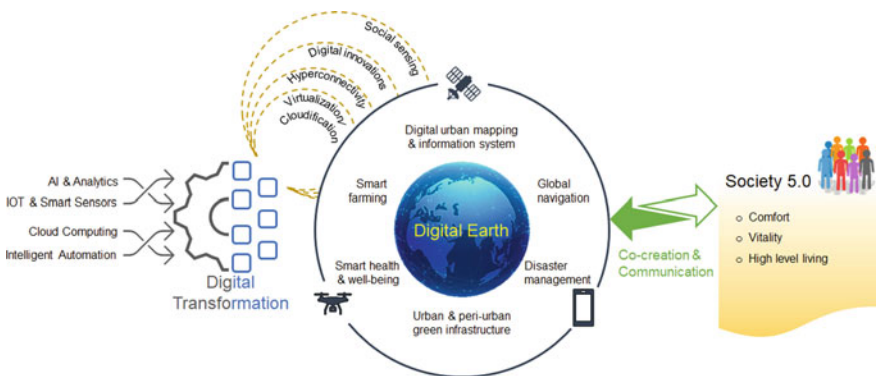 Social sensing
Digital innovations
Hyperconnectivity
Virtualization/
Cloudification
AI & Analytics
IOT & Smart Sensors
Cloud Computing
Intelligent Automation
Digital
Transformation
Digital urban mapping
& information system
Smart
farming
Global
navigation
Digital Earth
Smart health
& well-being
Disaster
management
Urban & peri-urban
green infrastructure
Co-creation &
Communication
Society 5.0
o Comfort
o Vitality
o High level living